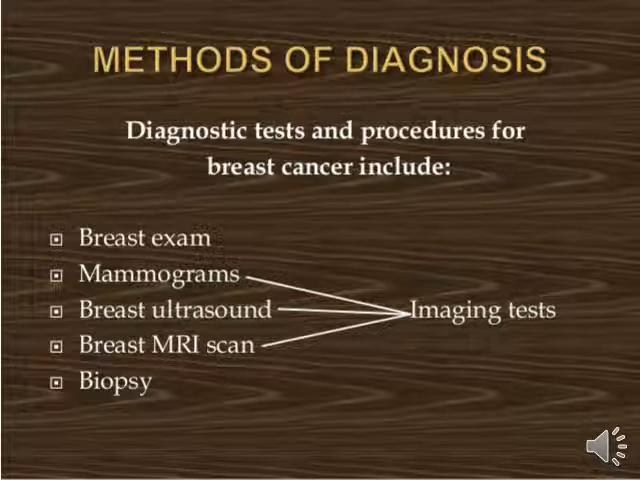 METHODS OF DIAGNOSIS
Diagnostic tests and procedures for
breast cancer include:
Breast exam
Mammograms
Breast ultrasound
Imaging tests
Breast MRI scan
Biopsy